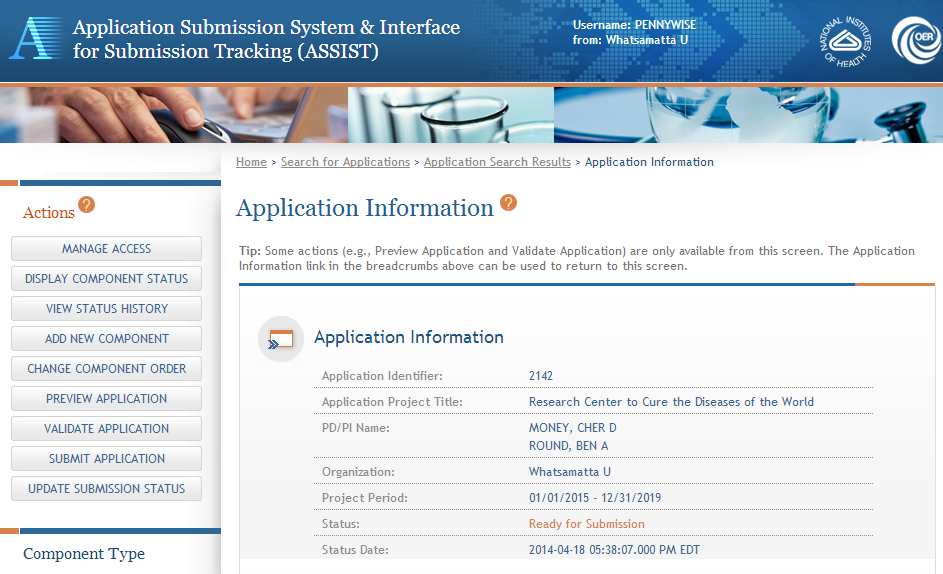 Application Submission System & Interface
for Submission Tracking (ASSIST)
Username: PENNYWISE
from: Whatsamatta U
NATIONAL INSTITUTES
OF HEALTH
OER
Home > Search for Applications > Application Search Results > Application Information
Actions ?
MANAGE ACCESS
DISPLAY COMPONENT STATUS
VIEW STATUS HISTORY
ADD NEW COMPONENT
CHANGE COMPONENT ORDER
PREVIEW APPLICATION
VALIDATE APPLICATION
SUBMIT APPLICATION
UPDATE SUBMISSION STATUS
Component Type
Application Information ?
Tip: Some actions (e.g., Preview Application and Validate Application) are only available from this screen. The Application
Information link in the breadcrumbs above can be used to return to this screen.
Application Information
Application Identifier: 2142
Application Project Title: Research Center to Cure the Diseases of the World
PD/PI Name: MONEY, CHER D
ROUND, BEN A
Organization: Whatsamatta U
Project Period: 01/01/2015 - 12/31/2019
Status: Ready for Submission
Status Date: 2014-04-18 05:38:07.000 PM EDT